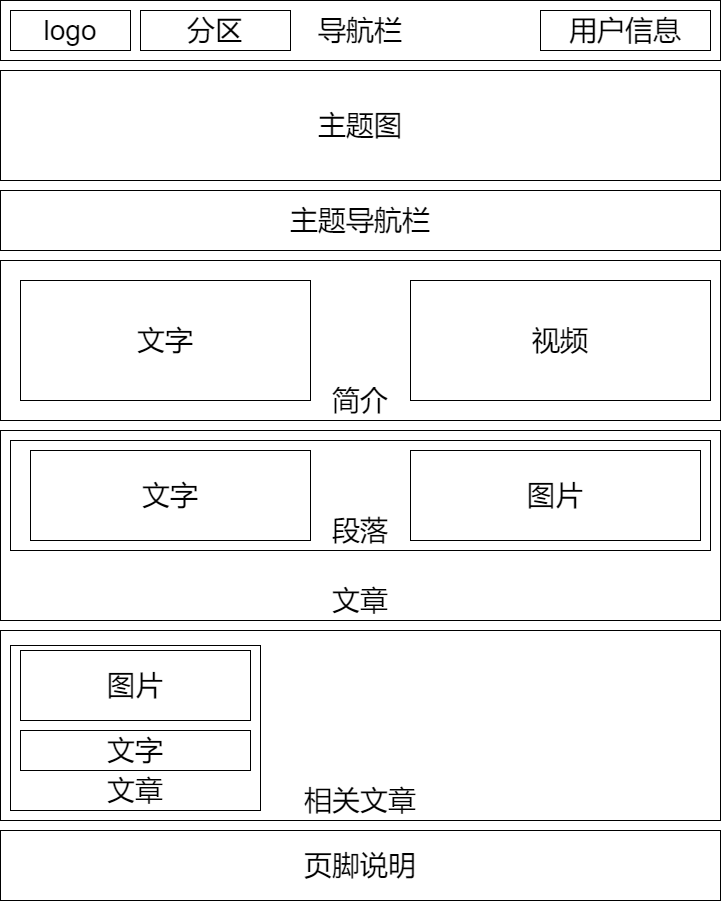 logo
分区
导航栏
用户信息
主题图
主题导航栏
文字
视频
简介
文字
图片
段落
文章
图片
文字
文章
相关文章
页脚说明